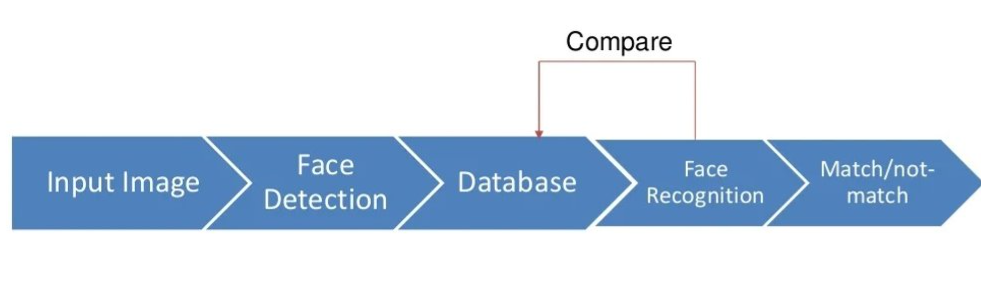 Compare
Input Image
Face
Detection
Database
Face
Recognition
Match/not-
match